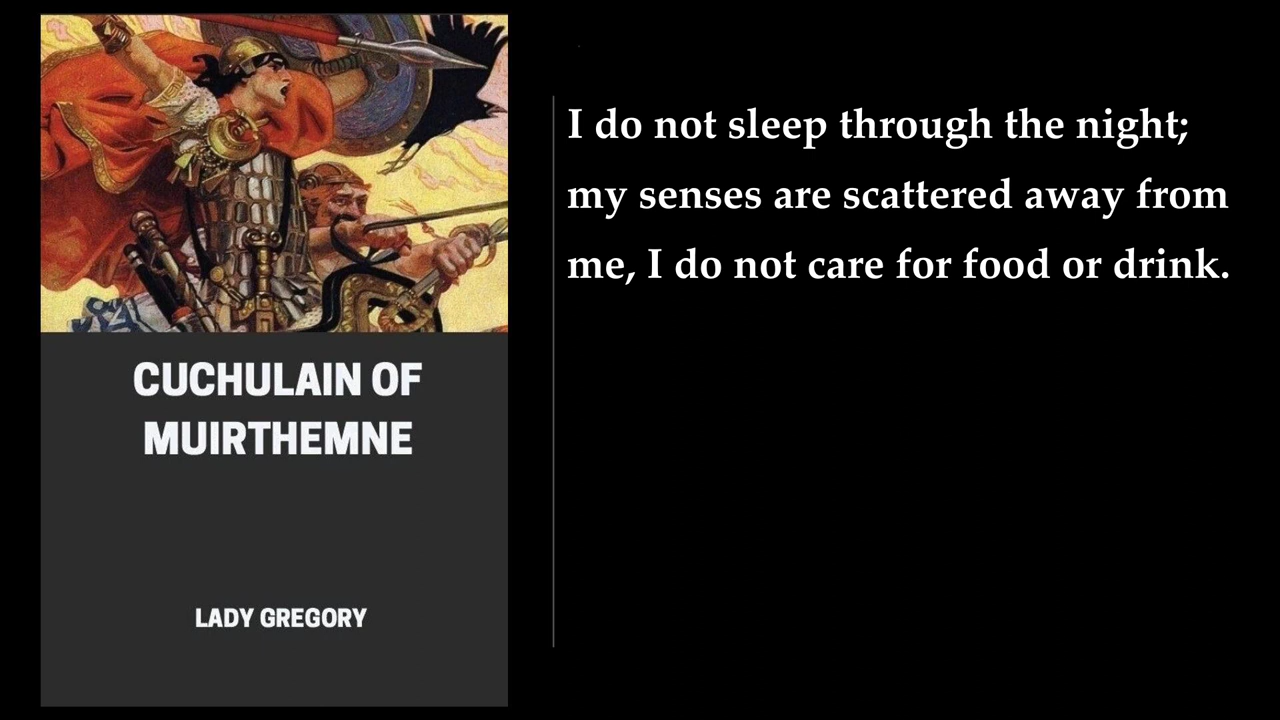 CUCHULAIN OF
MUIRTHEMNE
LADY GREGORY
I do not sleep through the night;
my senses are scattered away from
me, I do not care for food or drink.